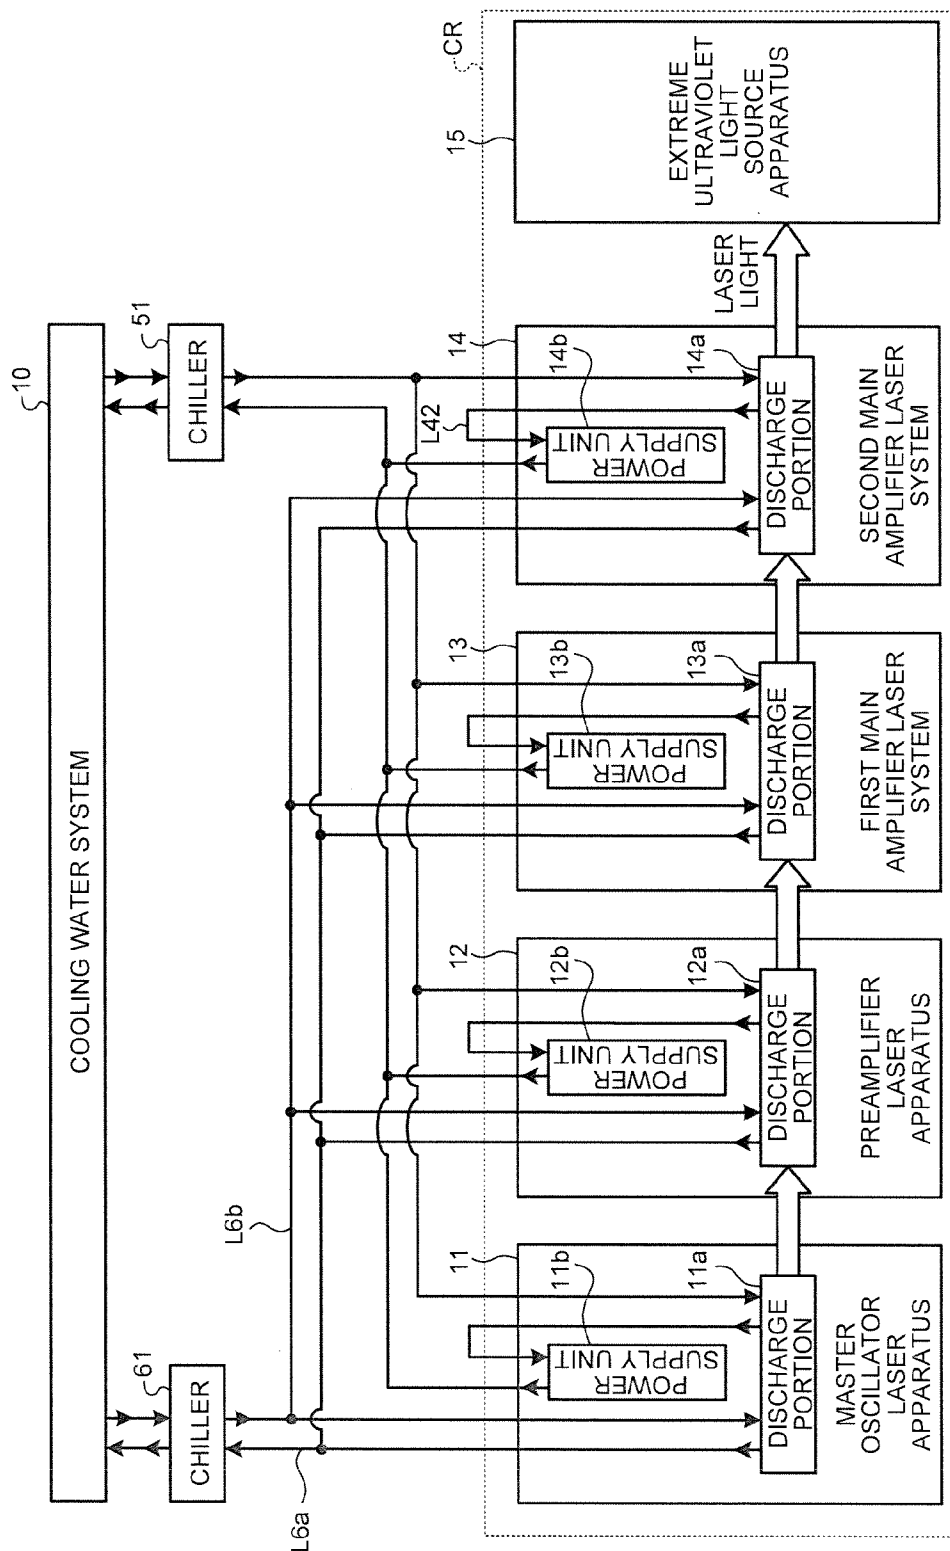 10
COOLING WATER SYSTEM
61
CHILLER
51
CHILLER
L6a
L6b
L42
CR
11
11b
POWER
SUPPLY UNIT
11a
DISCHARGE
PORTION
MASTER
OSCILLATOR
LASER
APPARATUS
12
12b
POWER
SUPPLY UNIT
12a
DISCHARGE
PORTION
PREAMPLIFIER
LASER
APPARATUS
13
13b
POWER
SUPPLY UNIT
13a
DISCHARGE
PORTION
FIRST MAIN
AMPLIFIER LASER
SYSTEM
14
14b
POWER
SUPPLY UNIT
14a
DISCHARGE
PORTION
SECOND MAIN
AMPLIFIER LASER
SYSTEM
LASER
LIGHT
15
EXTREME
ULTRAVIOLET
LIGHT
SOURCE
APPARATUS